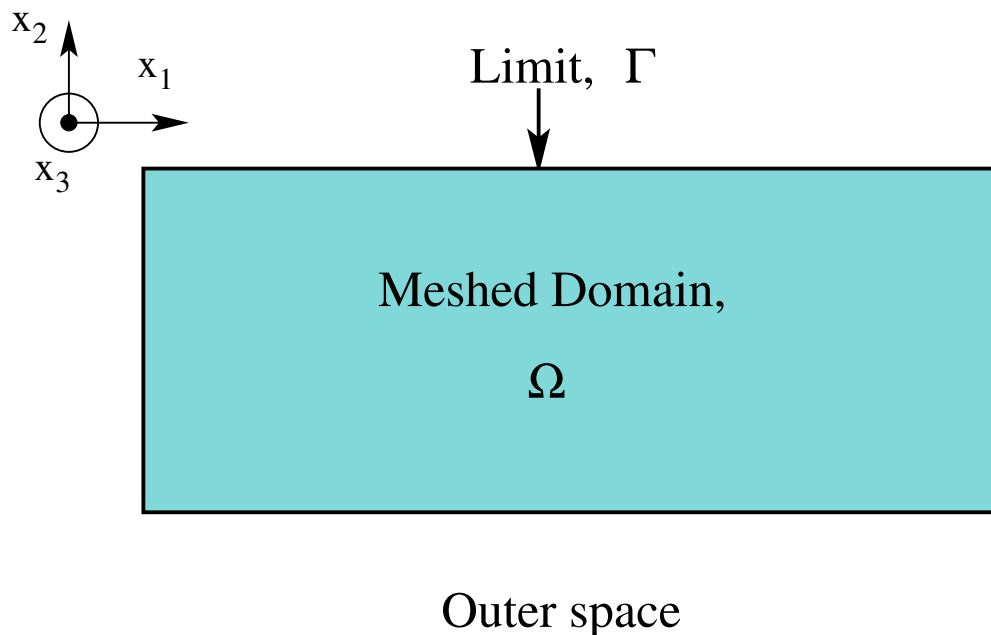 x₂
x₁
x₃
Limit, Γ
Meshed Domain,
Ω
Outer space